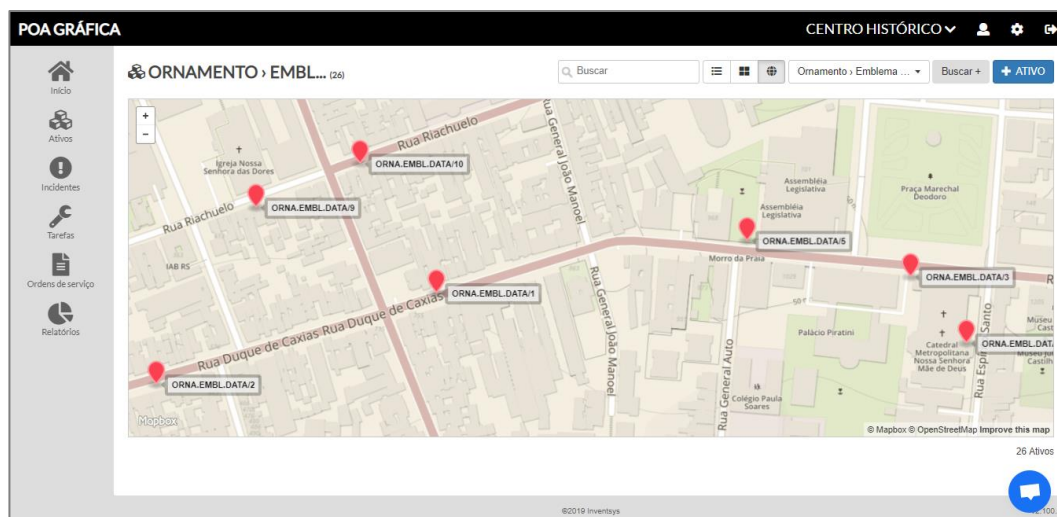 POA GRÁFICA
CENTRO HISTÓRICO
Início
Ativos
Incidentes
Tarefas
Ordens de serviço
Relatórios
ORNAMENTO › EMBL... (26)
Buscar
Ornamento › Emblema ...
Buscar +
+ ATIVO
+
−
Rua Riachuelo
ORNA.EMBL.DATA/10
Igreja Nossa
Senhora das Dores
ORNA.EMBL.DATA/9
Rua Riachuelo
Rua General João Manoel
Assembléia
Legislativa
Praça Marechal
Deodoro
Assembléia
Legislativa
ORNA.EMBL.DATA/5
Morro da Praia
IAB RS
ORNA.EMBL.DATA/3
ORNA.EMBL.DATA/1
Rua Duque de Caxias
Rua Duque de Caxias
Rua General João Manoel
Palácio Piratini
Museu
Cast
Catedral
Metropolitana
Nossa Senhora
Mãe de Deus
ORNA.EMBL.DAT
ORNA.EMBL.DATA/2
Rua General Auto
Colégio Paula
Soares
Mapbox
© Mapbox © OpenStreetMap Improve this map
26 Ativos
©2019 Inventsys